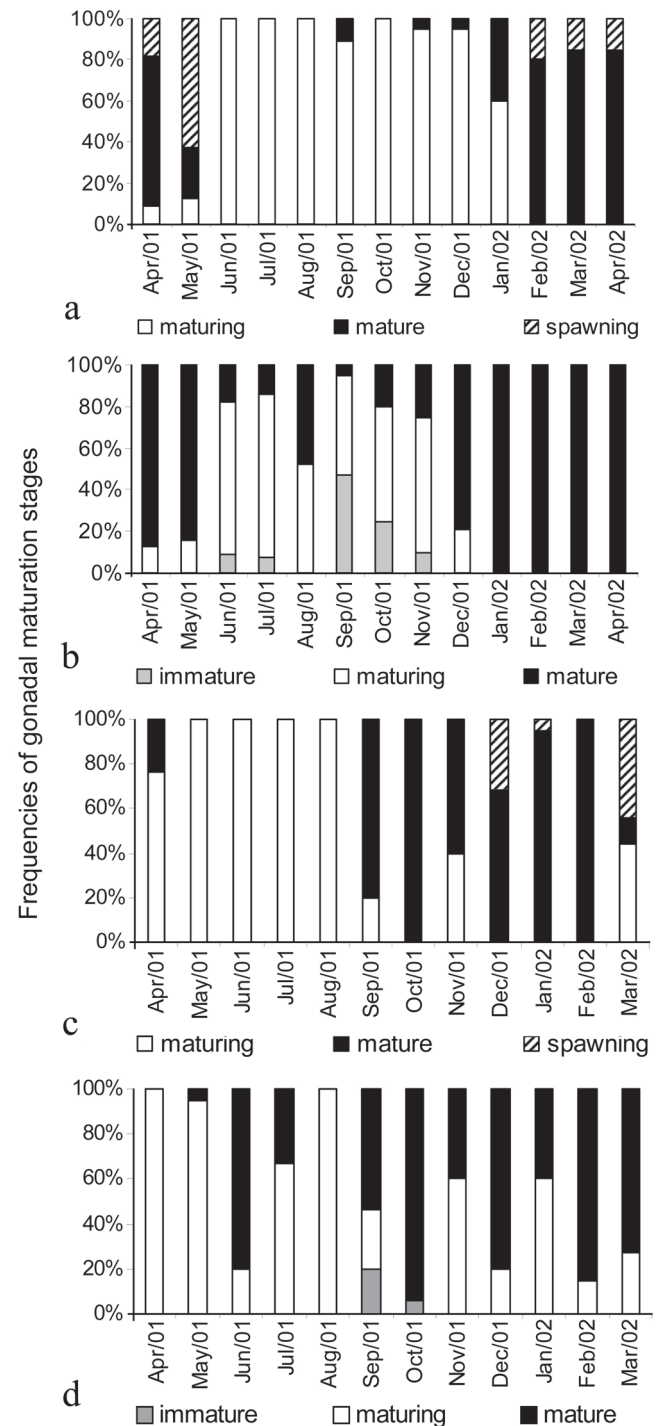 Frequencies of gonadal maturation stages
100%
80%
60%
40%
20%
0%
Apr/01
May/01
Jun/01
Jul/01
Aug/01
Sep/01
Oct/01
Nov/01
Dec/01
Jan/02
Feb/02
Mar/02
Apr/02
a
maturing mature spawning
100%
80%
60%
40%
20%
0%
Apr/01
May/01
Jun/01
Jul/01
Aug/01
Sep/01
Oct/01
Nov/01
Dec/01
Jan/02
Feb/02
Mar/02
Apr/02
b
immature maturing mature
100%
80%
60%
40%
20%
0%
Apr/01
May/01
Jun/01
Jul/01
Aug/01
Sep/01
Oct/01
Nov/01
Dec/01
Jan/02
Feb/02
Mar/02
c
maturing mature spawning
100%
80%
60%
40%
20%
0%
Apr/01
May/01
Jun/01
Jul/01
Aug/01
Sep/01
Oct/01
Nov/01
Dec/01
Jan/02
Feb/02
Mar/02
d
immature maturing mature